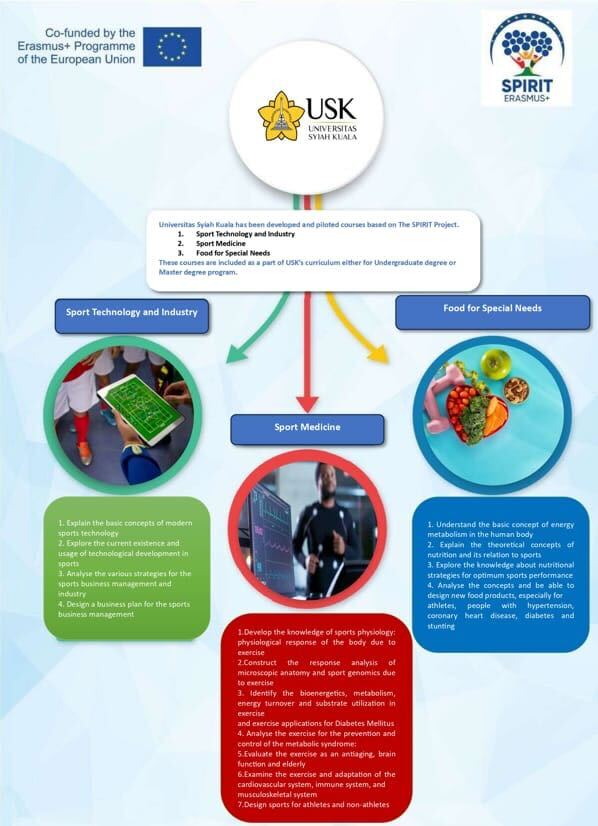 Co-funded by the
Erasmus+ Programme
of the European Union
SPIRIT
ERASMUS+
USK
UNIVERSITAS
SYIAH KUALA
Universitas Syiah Kuala has been developed and piloted courses based on The SPIRIT Project.
1. Sport Technology and Industry
2. Sport Medicine
3. Food for Special Needs
These courses are included as a part of USK's curriculum either for Undergraduate degree or
Master degree program.
Sport Technology and Industry
1. Explain the basic concepts of modern
sports technology
2. Explore the current existence and
usage of technological development in
sports
3. Analyse the various strategies for the
sports business management and
industry
4. Design a business plan for the sports
business management
Sport Medicine
1.Develop the knowledge of sports physiology:
physiological response of the body due to
exercise
2.Construct the response analysis of
microscopic anatomy and sport genomics due
to exercise
3. Identify the bioenergetics, metabolism,
energy turnover and substrate utilization in
exercise
and exercise applications for Diabetes Mellitus
4. Analyse the exercise for the prevention and
control of the metabolic syndrome:
5.Evaluate the exercise as an antiaging, brain
function and elderly
6.Examine the exercise and adaptation of the
cardiovascular system, immune system, and
musculoskeletal system
7.Design sports for athletes and non-athletes
Food for Special Needs
1. Understand the basic concept of energy
metabolism in the human body
2. Explain the theoretical concepts of
nutrition and its relation to sports
3. Explore the knowledge about nutritional
strategies for optimum sports performance
4. Analyse the concepts and be able to
design new food products, especially for
athletes, people with hypertension,
coronary heart disease, diabetes and
stunting